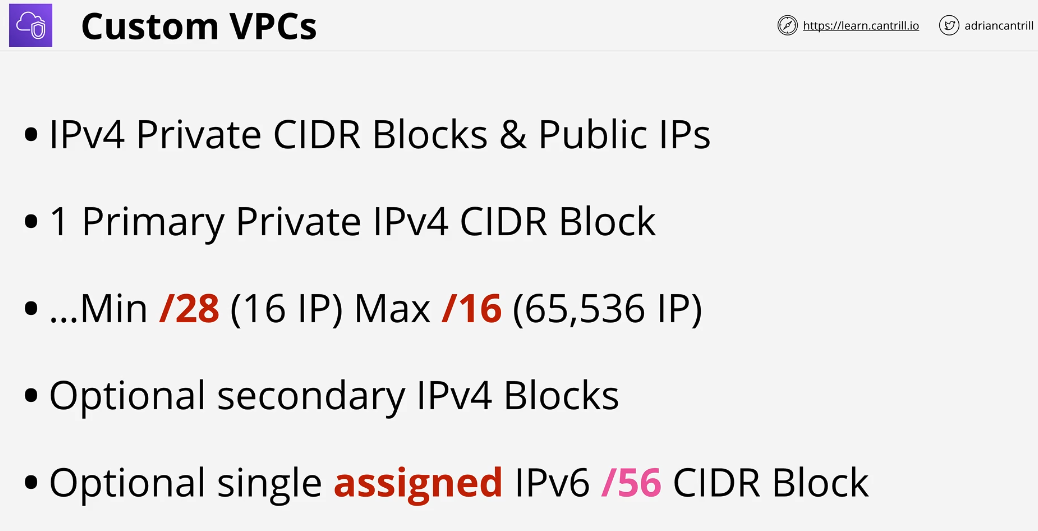 Custom VPCs
https://learn.cantrill.io
adriancantrill
• IPv4 Private CIDR Blocks & Public IPs
• 1 Primary Private IPv4 CIDR Block
• ...Min /28 (16 IP) Max /16 (65,536 IP)
• Optional secondary IPv4 Blocks
• Optional single assigned IPv6 /56 CIDR Block